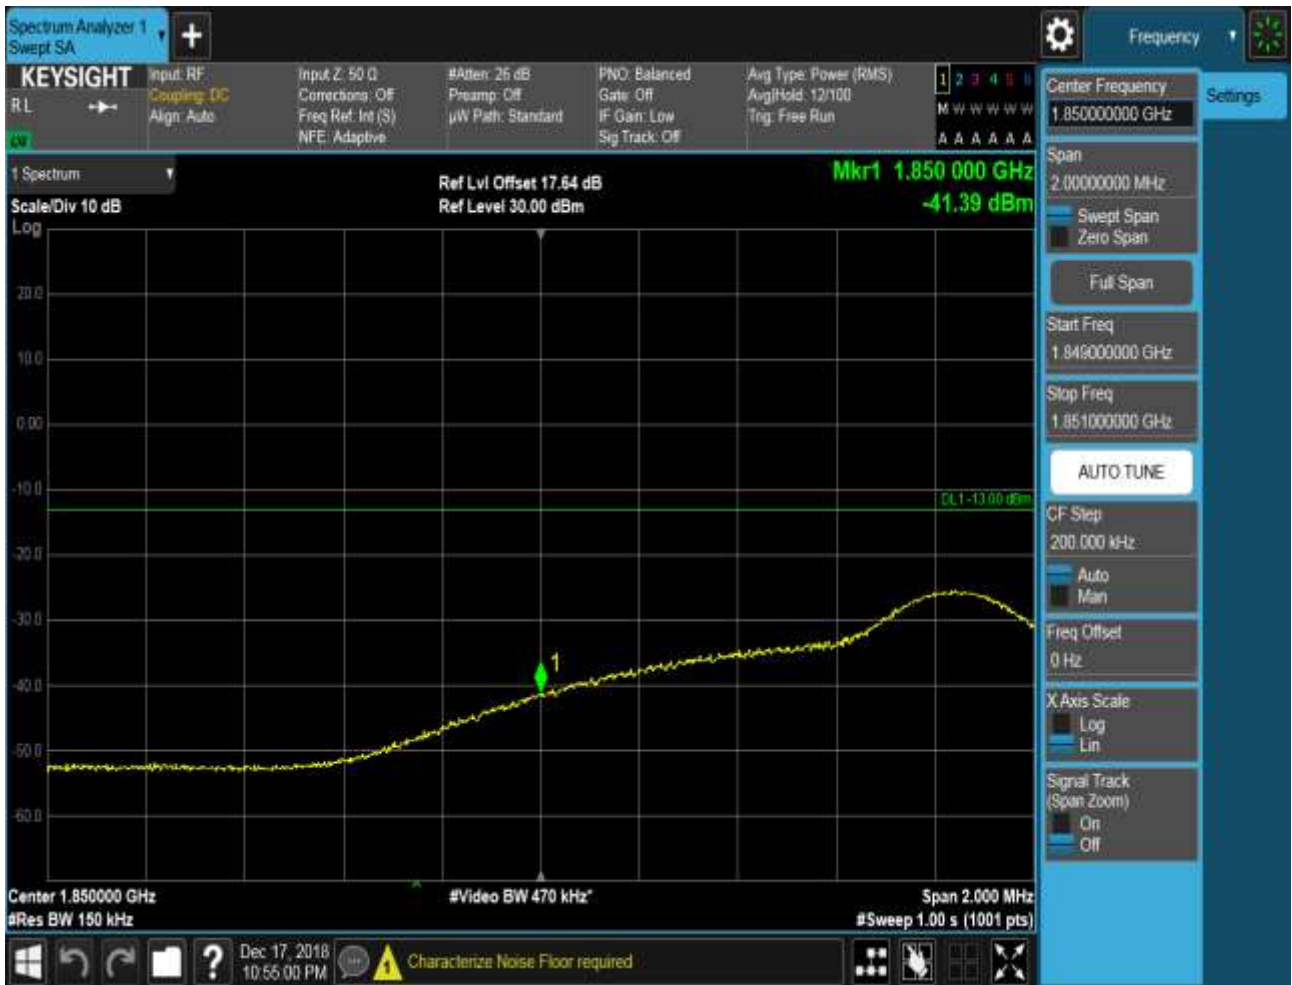 Spectrum Analyzer 1
Swept SA
+
Frequency
KEYSIGHT
RL
LXI
Input: RF
Coupling: DC
Align: Auto
Input Z: 50 Ω
Corrections: Off
Freq Ref: Int (S)
NFE: Adaptive
#Atten: 26 dB
Preamp: Off
µW Path: Standard
PNO: Balanced
Gate: Off
IF Gain: Low
Sig Track: Off
Avg Type: Power (RMS)
Avg|Hold: 12/100
Trig: Free Run
1 2 3 4 5 6
M W W W W W
A A A A A A
1 Spectrum
Scale/Div 10 dB
Log
Ref Lvl Offset 17.64 dB
Ref Level 30.00 dBm
Mkr1 1.850 000 GHz
-41.39 dBm
20.0
10.0
0.00
-10.0
DL1 -13.00 dBm
-20.0
-30.0
1
-40.0
-50.0
-60.0
Center 1.850000 GHz
#Res BW 150 kHz
#Video BW 470 kHz*
Span 2.000 MHz
#Sweep 1.00 s (1001 pts)
Center Frequency
1.850000000 GHz
Settings
Span
2.00000000 MHz
Swept Span
Zero Span
Full Span
Start Freq
1.849000000 GHz
Stop Freq
1.851000000 GHz
AUTO TUNE
CF Step
200.000 kHz
Auto
Man
Freq Offset
0 Hz
X Axis Scale
Log
Lin
Signal Track
(Span Zoom)
On
Off
?
Dec 17, 2018
10:55:00 PM
1
Characterize Noise Floor required